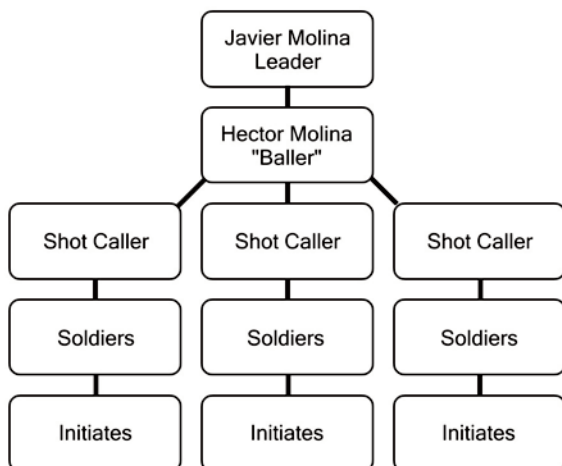 Javier Molina
Leader
Hector Molina
"Baller"
Shot Caller
Shot Caller
Shot Caller
Soldiers
Soldiers
Soldiers
Initiates
Initiates
Initiates